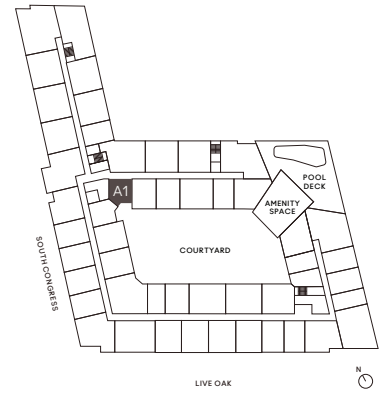 POOL
DECK
A1
AMENITY
SPACE
COURTYARD
SOUTH CONGRESS
LIVE OAK
N